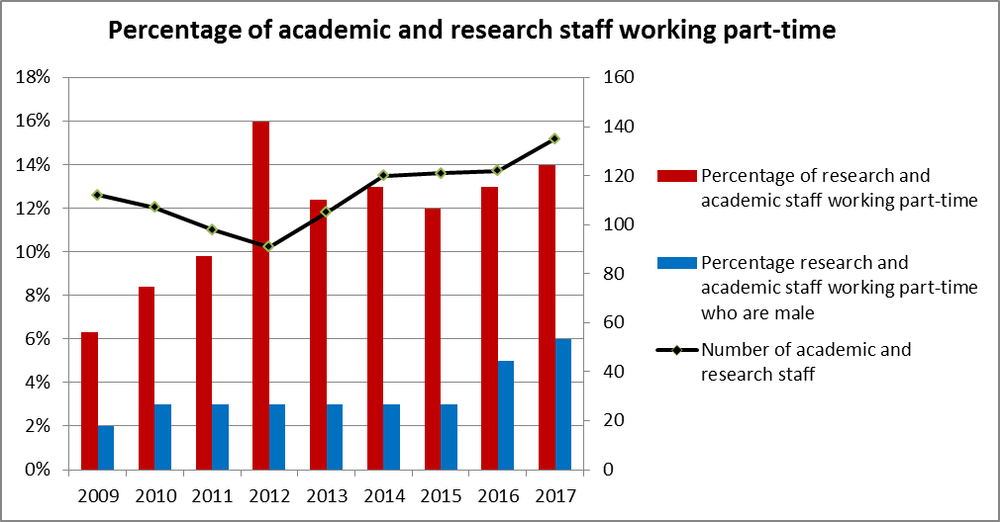 Percentage of academic and research staff working part-time
18%
16%
14%
12%
10%
8%
6%
4%
2%
0%
160
140
120
100
80
60
40
20
0
2009 2010 2011 2012 2013 2014 2015 2016 2017
Percentage of research and
academic staff working part-time
Percentage research and
academic staff working part-time
who are male
Number of academic and
research staff